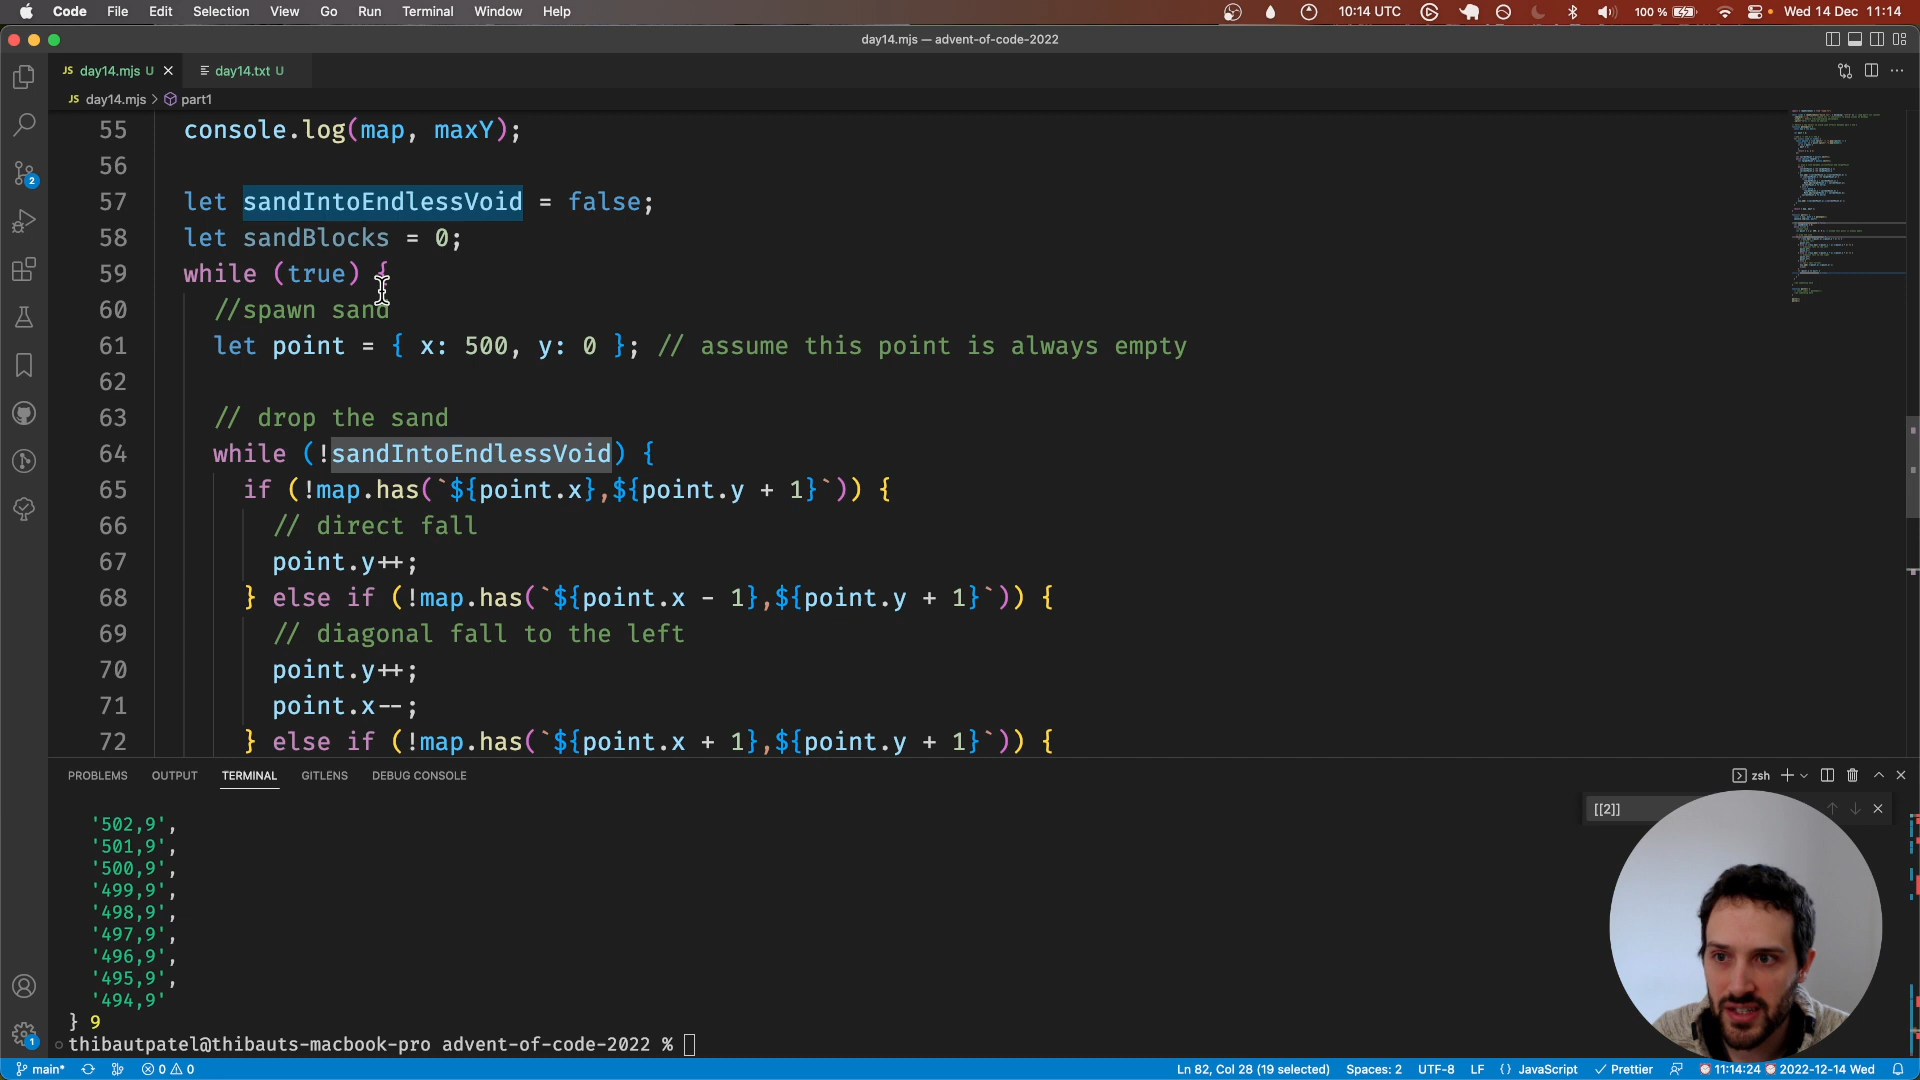 Code File Edit Selection View Go Run Terminal Window Help 10:14 UTC 100 % Wed 14 Dec 11:14
day14.mjs — advent-of-code-2022
JS day14.mjs U day14.txt U
JS day14.mjs > part1
55 console.log(map, maxY);
56
57 let sandIntoEndlessVoid = false;
58 let sandBlocks = 0;
59 while (true) {
60 //spawn sand
61 let point = { x: 500, y: 0 }; // assume this point is always empty
62
63 // drop the sand
64 while (!sandIntoEndlessVoid) {
65 if (!map.has(`${point.x},${point.y + 1}`)) {
66 // direct fall
67 point.y++;
68 } else if (!map.has(`${point.x - 1},${point.y + 1}`)) {
69 // diagonal fall to the left
70 point.y++;
71 point.x--;
72 } else if (!map.has(`${point.x + 1},${point.y + 1}`)) {
PROBLEMS OUTPUT TERMINAL GITLENS DEBUG CONSOLE zsh
[[2]]
'502,9',
'501,9',
'500,9',
'499,9',
'498,9',
'497,9',
'496,9',
'495,9',
'494,9'
} 9
thibautpatel@thibauts-macbook-pro advent-of-code-2022 %
2
1
main* 0 0 Ln 82, Col 28 (19 selected) Spaces: 2 UTF-8 LF {} JavaScript Prettier 11:14:24 2022-12-14 Wed